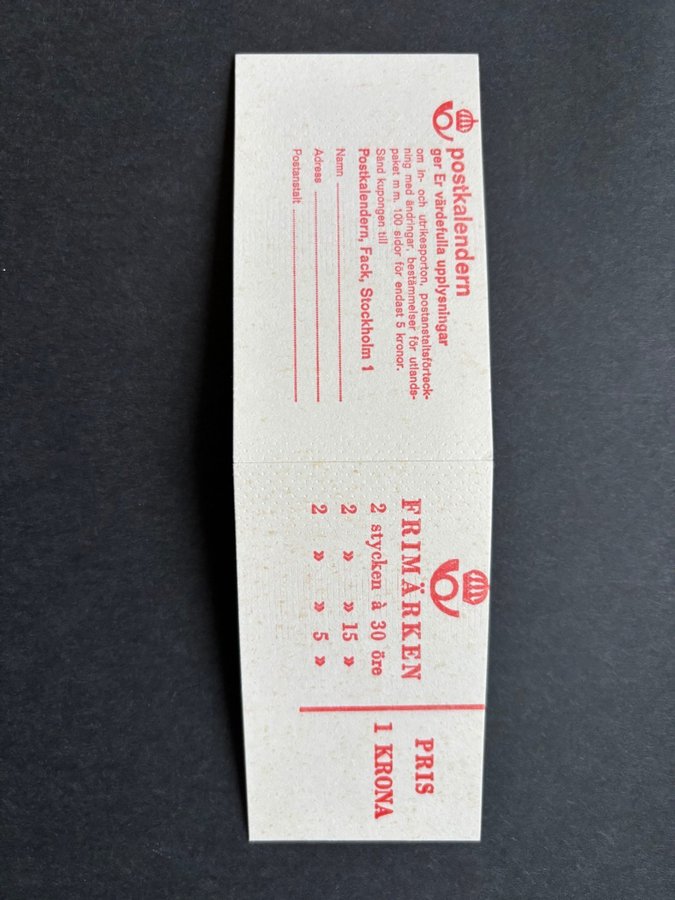 postkalendern
ger Er värdefulla upplysningar
om in- och utrikesporton, postanstaltsförteck-
ning med ändringar, bestämmelser för utlands-
paket m m. 100 sidor för endast 5 kronor.
Sänd kupongen till
Postkalendern, Fack, Stockholm 1
Namn
Adress
Postanstalt
FRIMÄRKEN
2 stycken à 30 öre
2 » » 15 »
2 » » 5 »
PRIS
1 KRONA